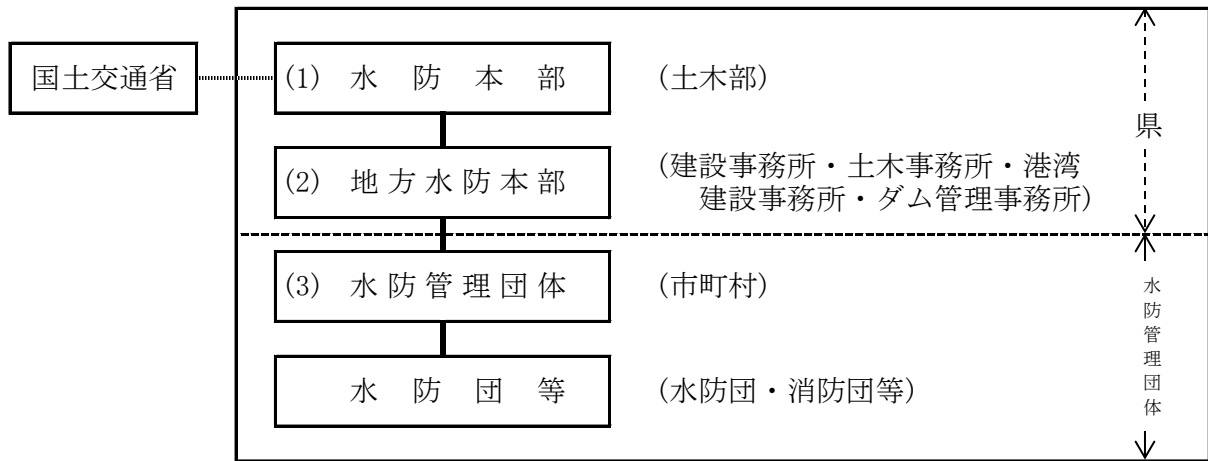 国土交通省
(1) 水防本部
(土木部)
県
(2) 地方水防本部
(建設事務所・土木事務所・港湾
建設事務所・ダム管理事務所)
(3) 水防管理団体
(市町村)
水防管理団体
水防団等
(水防団・消防団等)